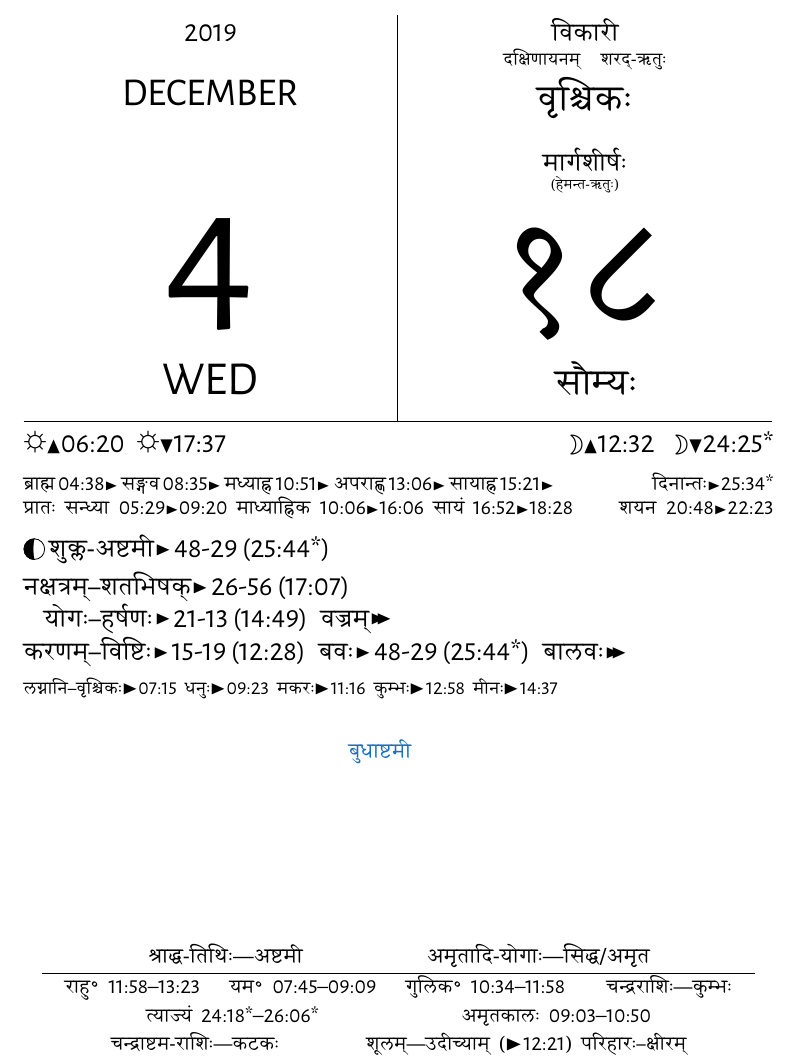 2019
DECEMBER
4
WED
विकारी
दक्षिणायनम् शरद्-ऋतुः
वृश्चिकः
मार्गशीर्षः
(हेमन्त-ऋतुः)
१८
सौम्यः
☼▲06:20 ☼▼17:37 ☽▲12:32 ☽▼24:25*
ब्राह्म 04:38► सङ्गव 08:35► मध्याह्न 10:51► अपराह्ण 13:06► सायाह्न 15:21► दिनान्तः►25:34*
प्रातः सन्ध्या 05:29►09:20 माध्याह्निक 10:06►16:06 सायं 16:52►18:28 शयन 20:48►22:23
शुक्ल-अष्टमी► 48-29 (25:44*)
नक्षत्रम्–शतभिषक्► 26-56 (17:07)
योगः–हर्षणः► 21-13 (14:49) वज्रम्►►
करणम्–विष्टिः► 15-19 (12:28) बवः► 48-29 (25:44*) बालवः►►
लग्नानि–वृश्चिकः►07:15 धनुः►09:23 मकरः►11:16 कुम्भः►12:58 मीनः►14:37
बुधाष्टमी
श्राद्ध-तिथिः—अष्टमी अमृतादि-योगाः—सिद्ध/अमृत
राहु॰ 11:58–13:23 यम॰ 07:45–09:09 गुलिक॰ 10:34–11:58 चन्द्रराशिः—कुम्भः
त्याज्यं 24:18*–26:06* अमृतकालः 09:03–10:50
चन्द्राष्टम-राशिः—कटकः शूलम्—उदीच्याम् (►12:21) परिहारः–क्षीरम्